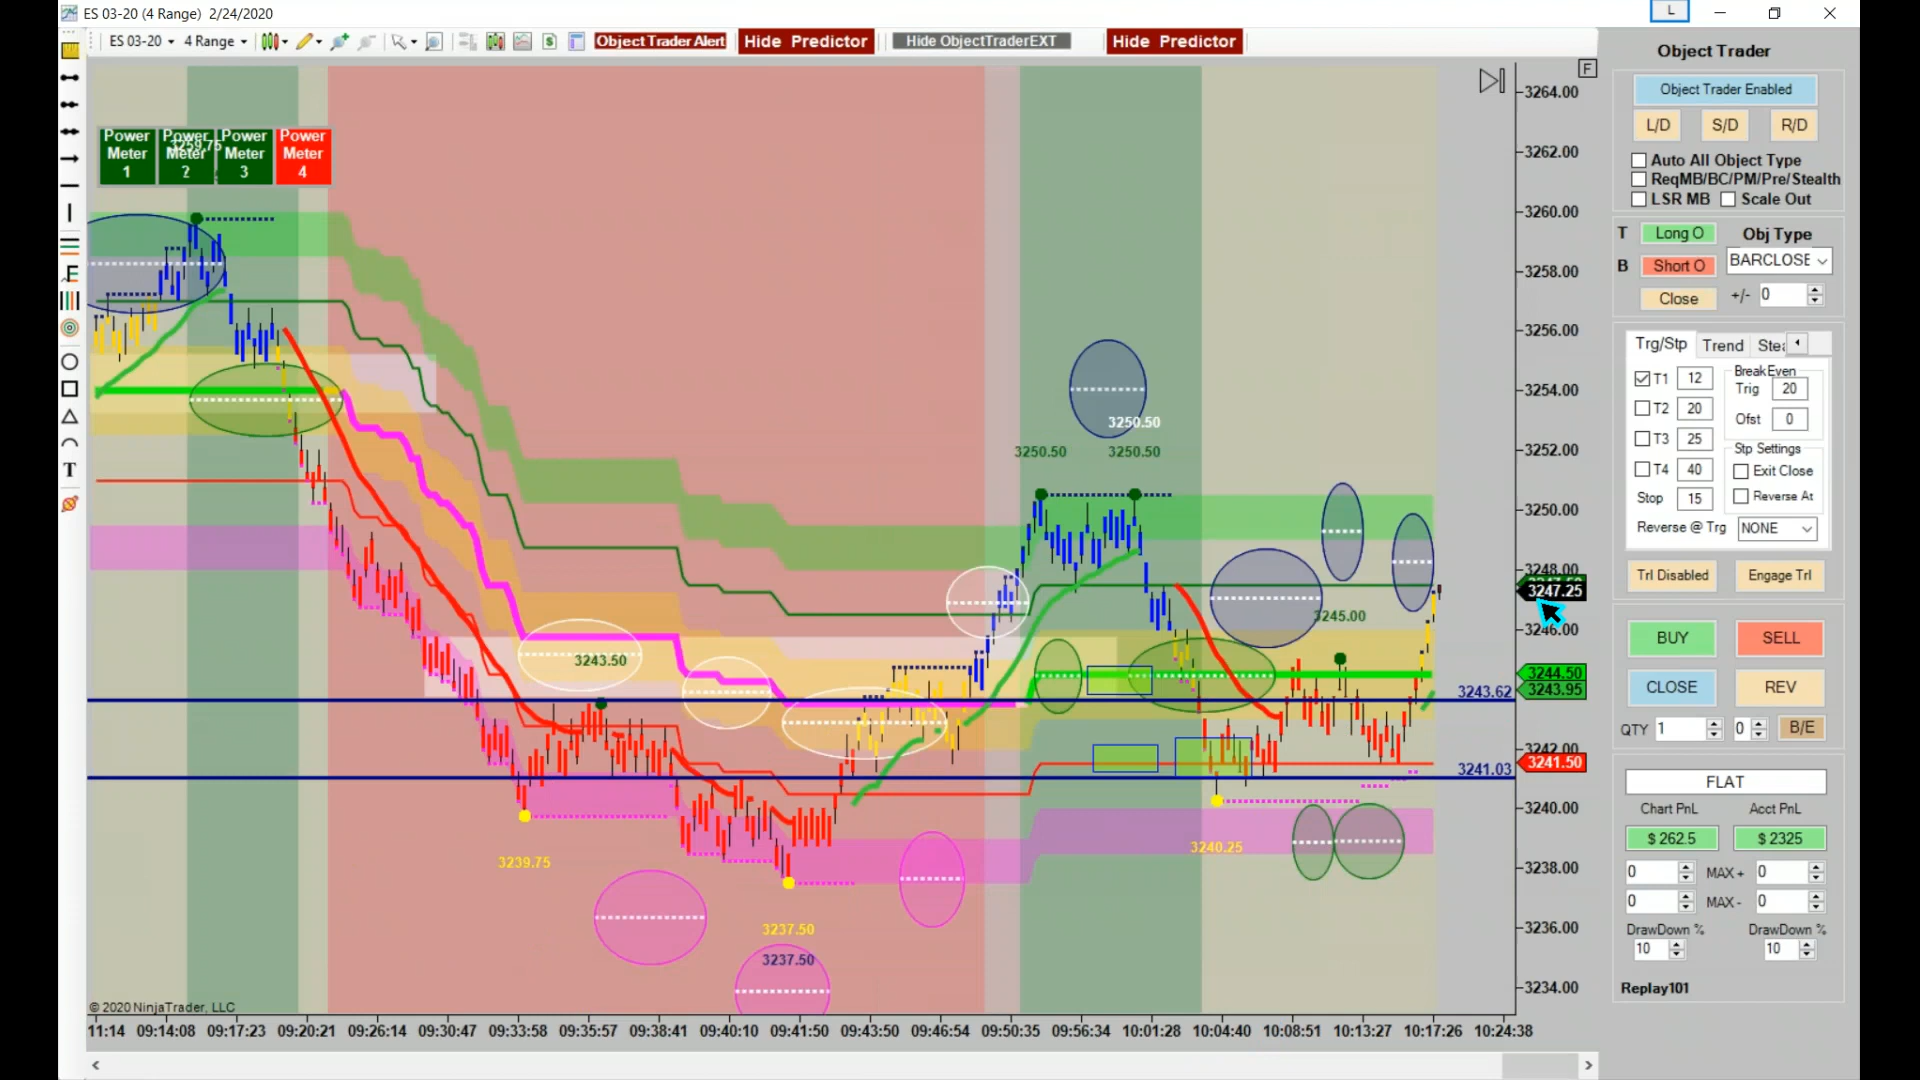 ES 03-20 (4 Range) 2/24/2020
L
ES 03-20
4 Range
Object Trader Alert
Hide Predictor
Hide ObjectTraderEXT
Hide Predictor
F
Power Meter 1
Power Meter 2
Power Meter 3
Power Meter 4
3259.75
3250.50
3250.50
3250.50
3245.00
3243.50
3243.62
3241.03
3239.75
3240.25
3237.50
3237.50
3264.00
3262.00
3260.00
3258.00
3256.00
3254.00
3252.00
3250.00
3248.00
3247.25
3246.00
3244.50
3243.95
3242.00
3241.50
3240.00
3238.00
3236.00
3234.00
© 2020 NinjaTrader, LLC
11:14 09:14:08 09:17:23 09:20:21 09:26:14 09:30:47 09:33:58 09:35:57 09:38:41 09:40:10 09:41:50 09:43:50 09:46:54 09:50:35 09:56:34 10:01:28 10:04:40 10:08:51 10:13:27 10:17:26 10:24:38
Object Trader
Object Trader Enabled
L/D S/D R/D
Auto All Object Type
ReqMB/BC/PM/Pre/Stealth
LSR MB Scale Out
T Long O Obj Type
B Short O BARCLOSE
Close +/- 0
Trg/Stp Trend
T1 12
T2 20
T3 25
T4 40
Stop 15
BreakEven
Trig 20
Ofst 0
Stp Settings
Exit Close
Reverse At
Reverse @ Trg NONE
Trl Disabled Engage Trl
BUY SELL
CLOSE REV
QTY 1 0 B/E
FLAT
Chart PnL Acct PnL
$ 262.5 $ 2325
0 MAX + 0
0 MAX - 0
DrawDown % DrawDown %
10 10
Replay101